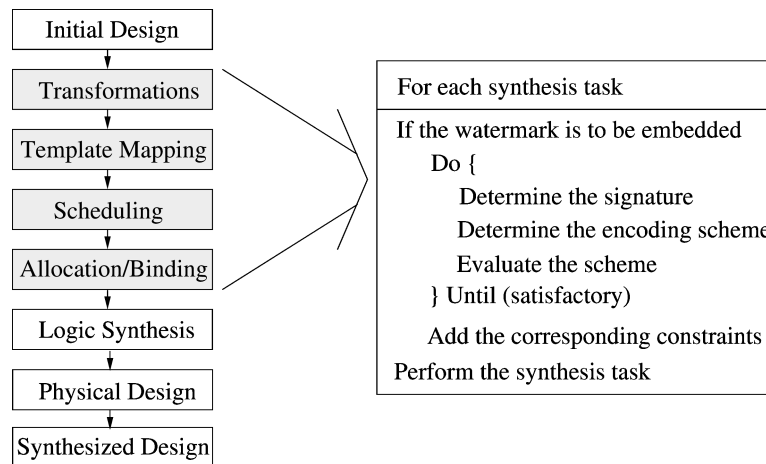 Initial Design
Transformations
Template Mapping
Scheduling
Allocation/Binding
Logic Synthesis
Physical Design
Synthesized Design
For each synthesis task
If the watermark is to be embedded
Do {
Determine the signature
Determine the encoding scheme
Evaluate the scheme
} Until (satisfactory)
Add the corresponding constraints
Perform the synthesis task